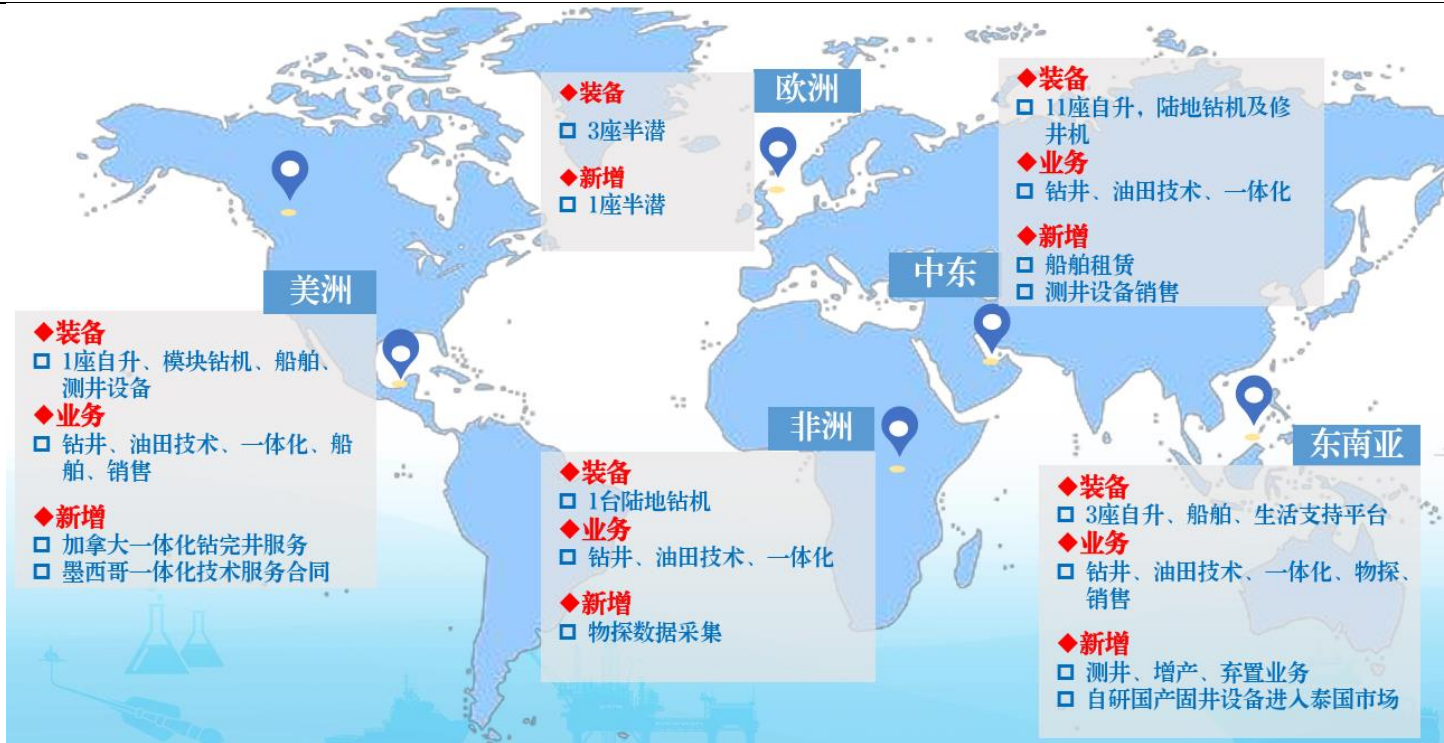 欧洲
◆装备
3座半潜
◆新增
1座半潜
中东
◆装备
11座自升，陆地钻机及修
井机
◆业务
钻井、油田技术、一体化
◆新增
船舶租赁
测井设备销售
美洲
◆装备
1座自升、模块钻机、船舶、
测井设备
◆业务
钻井、油田技术、一体化、船
舶、销售
◆新增
加拿大一体化钻完井服务
墨西哥一体化技术服务合同
非洲
◆装备
1台陆地钻机
◆业务
钻井、油田技术、一体化
◆新增
物探数据采集
东南亚
◆装备
3座自升、船舶、生活支持平台
◆业务
钻井、油田技术、一体化、物探、
销售
◆新增
测井、增产、弃置业务
自研国产固井设备进入泰国市场